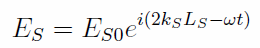 E_S = E_{S0}e^{i(2k_S L_S - ωt)}